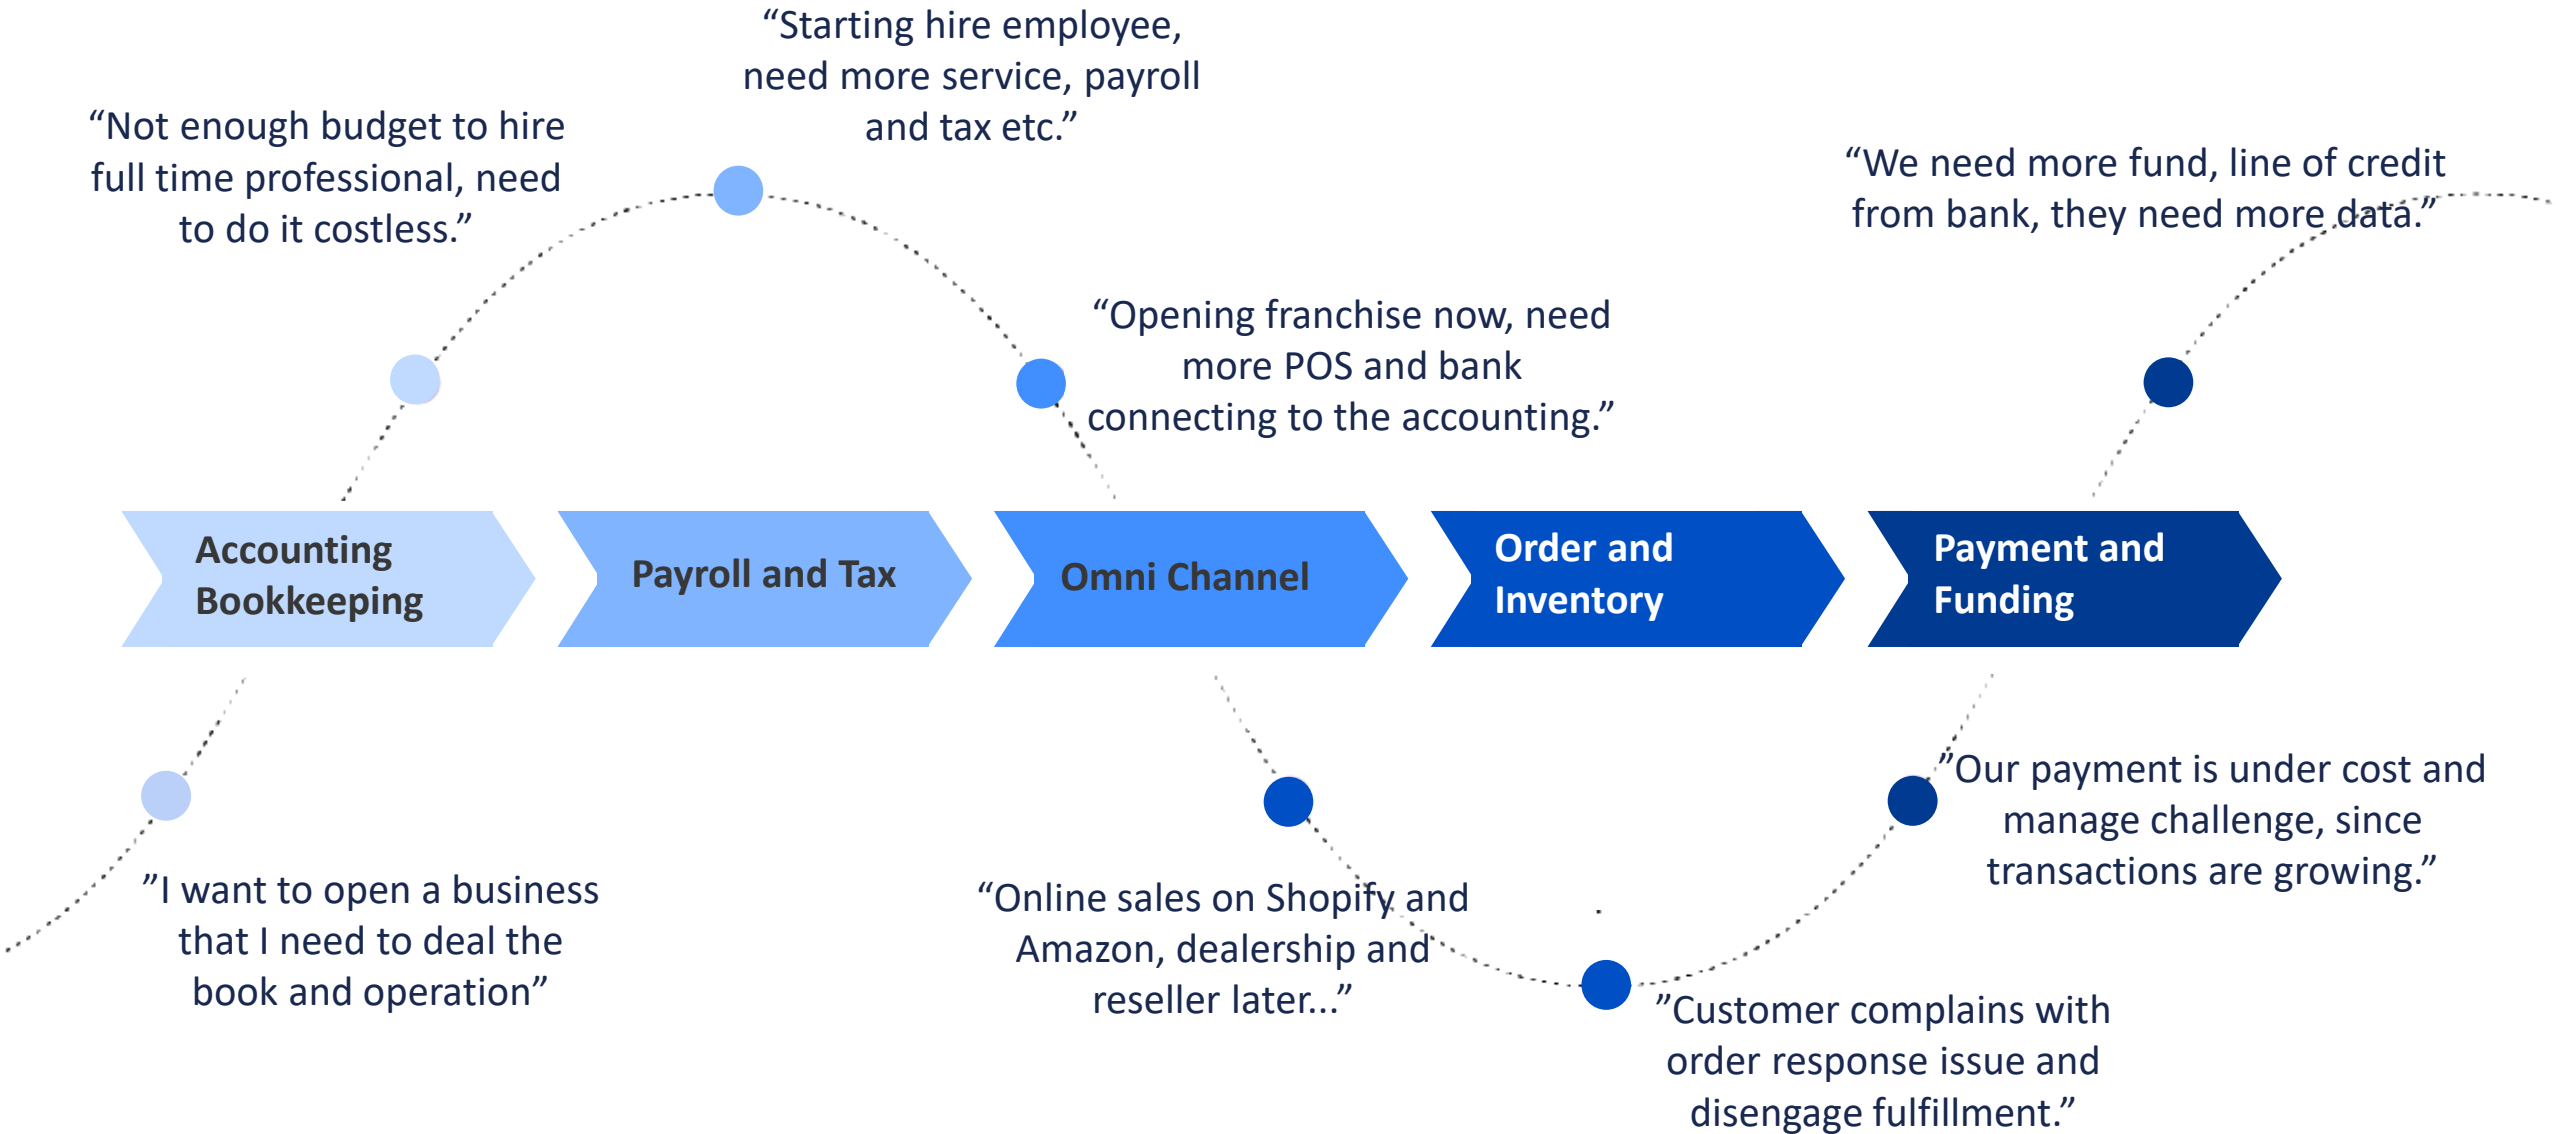 “Starting hire employee,
need more service, payroll
and tax etc.”
“Not enough budget to hire
full time professional, need
to do it costless.”
“We need more fund, line of credit
from bank, they need more data.”
“Opening franchise now, need
more POS and bank
connecting to the accounting.”
Accounting
Bookkeeping
Payroll and Tax
Omni Channel
Order and
Inventory
Payment and
Funding
”I want to open a business
that I need to deal the
book and operation”
“Online sales on Shopify and
Amazon, dealership and
reseller later...”
”Our payment is under cost and
manage challenge, since
transactions are growing.”
”Customer complains with
order response issue and
disengage fulfillment.”